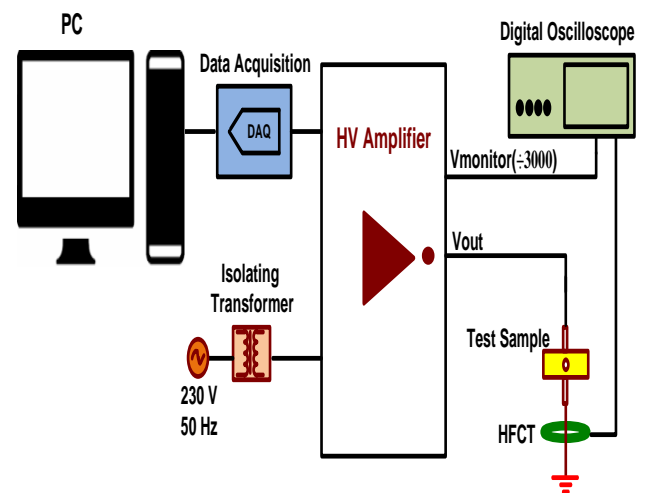 PC
Digital Oscilloscope
Data Acquisition
DAQ
HV Amplifier
Vmonitor(÷3000)
Vout
Isolating
Transformer
Test Sample
230 V
50 Hz
HFCT